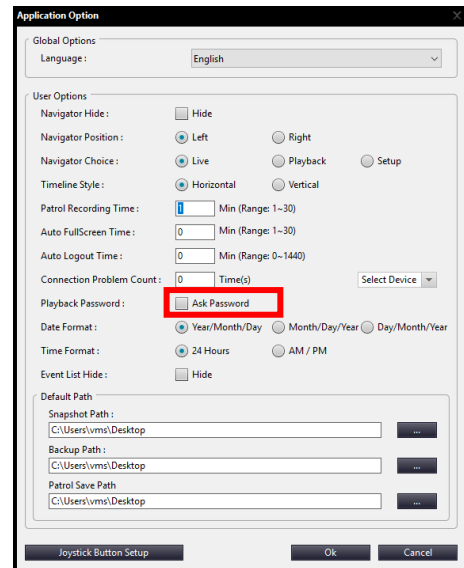 Application Option
Global Options
Language : English
User Options
Navigator Hide : Hide
Navigator Position : Left Right
Navigator Choice : Live Playback Setup
Timeline Style : Horizontal Vertical
Patrol Recording Time : 1 Min (Range: 1~30)
Auto FullScreen Time : 0 Min (Range: 1~30)
Auto Logout Time : 0 Min (Range: 0~1440)
Connection Problem Count : 0 Time(s) Select Device
Playback Password : Ask Password
Date Format : Year/Month/Day Month/Day/Year Day/Month/Year
Time Format : 24 Hours AM / PM
Event List Hide : Hide
Default Path
Snapshot Path :
C:\Users\vms\Desktop ...
Backup Path :
C:\Users\vms\Desktop ...
Patrol Save Path
C:\Users\vms\Desktop ...
Joystick Button Setup Ok Cancel